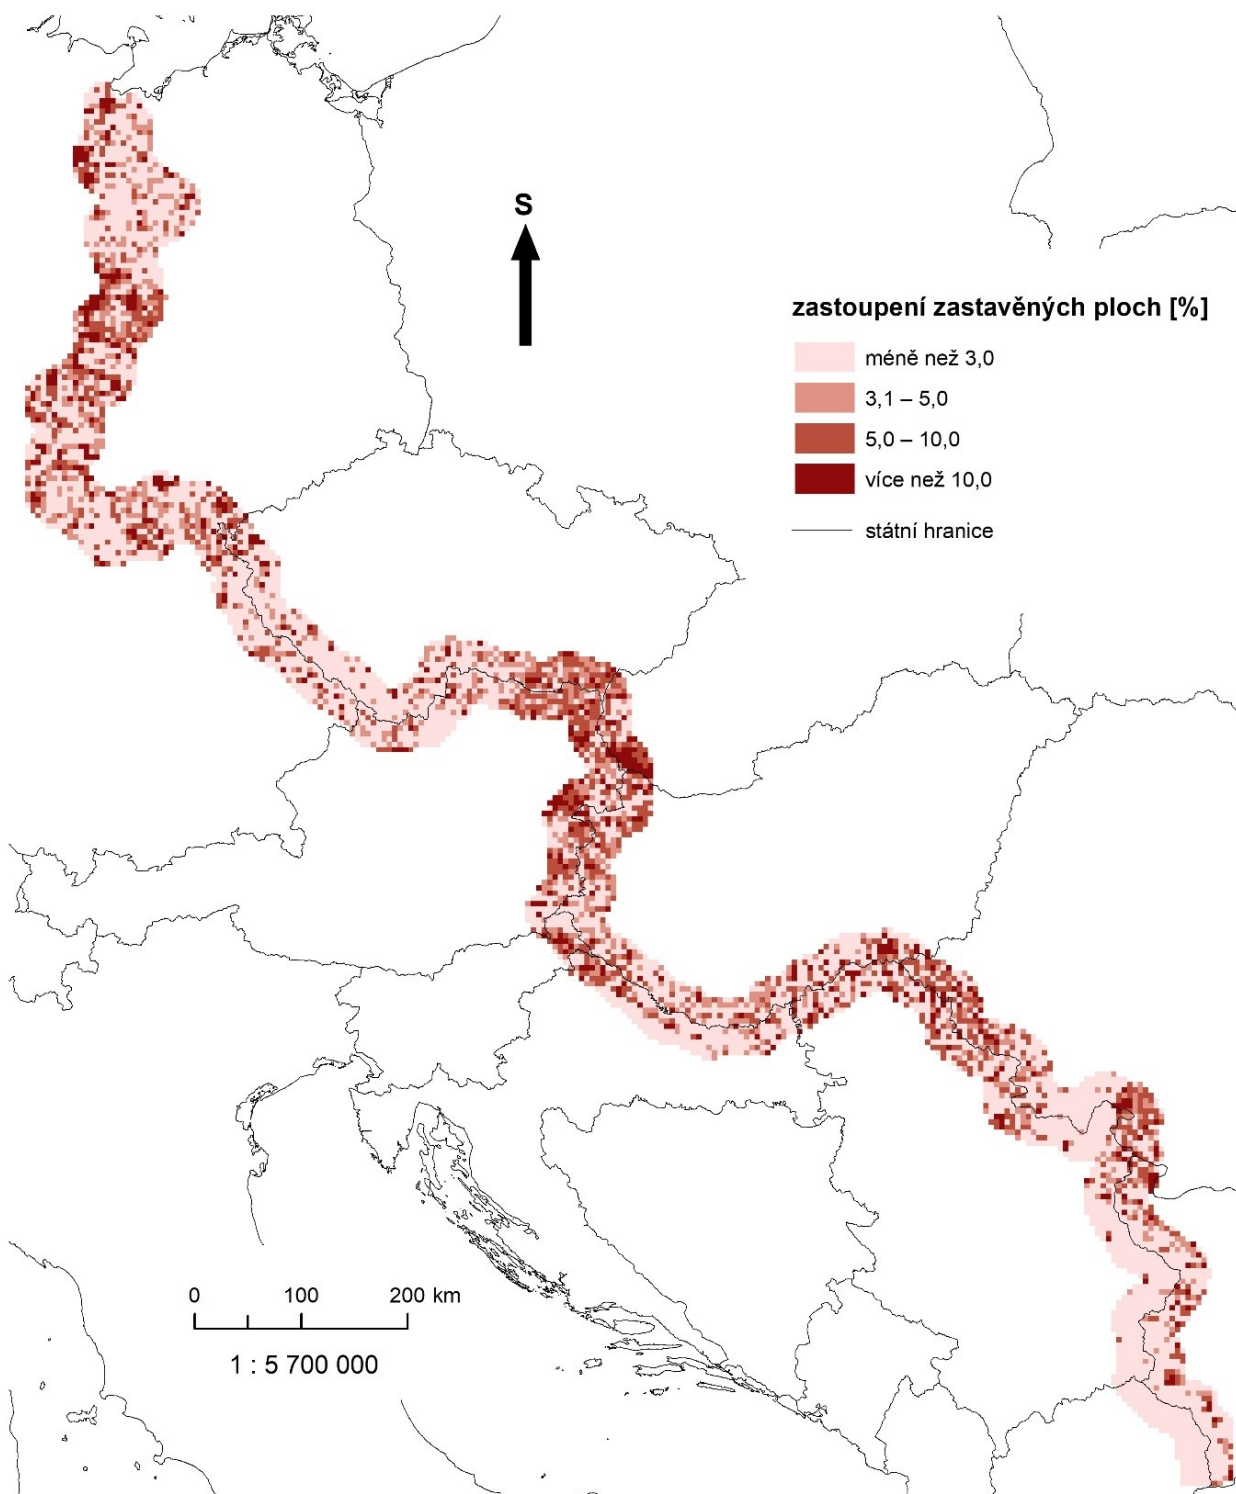 S
zastoupení zastavěných ploch [%]
méně než 3,0
3,1 – 5,0
5,0 – 10,0
více než 10,0
státní hranice
0 100 200 km
1 : 5 700 000